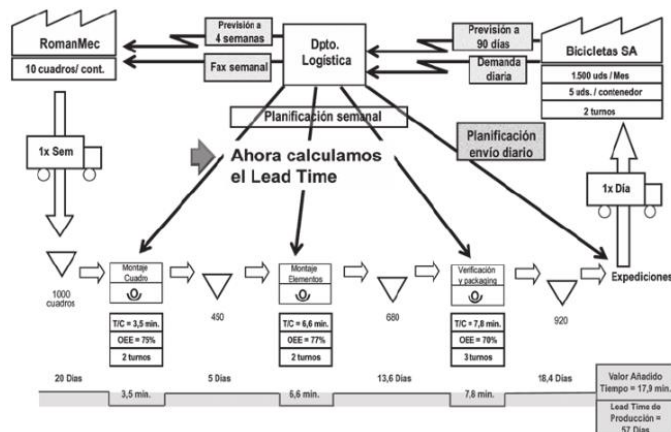 RomanMec
10 cuadros/ cont.
Previsión a
4 semanas
Fax semanal
Dpto.
Logística
Previsión a
90 días
Demanda
diaria
Bicicletas SA
1.500 uds / Mes
5 uds. / contenedor
2 turnos
Planificación semanal
Planificación
envío diario
1x Sem
Ahora calculamos
el Lead Time
1x Día
1000
cuadros
Montaje
Cuadro
T/C = 3,5 min.
OEE = 75%
2 turnos
450
Montaje
Elementos
T/C = 6,6 min.
OEE = 77%
2 turnos
680
Verificación
y packaging
T/C = 7,8 min.
OEE = 70%
3 turnos
920
Expediciones
20 Días
3,5 min.
5 Días
6,6 min.
13,6 Días
7,8 min.
18,4 Días
Valor Añadido
Tiempo = 17,9 min.
Lead Time de
Producción =
57 Días